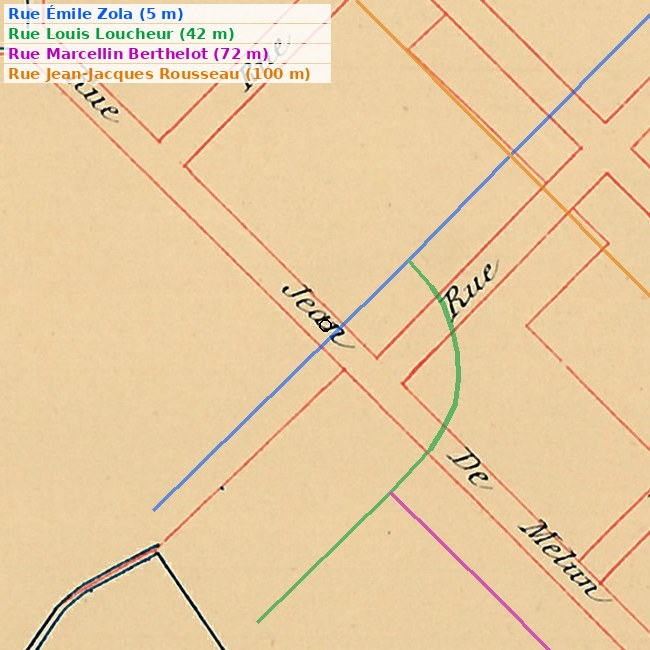 Rue Émile Zola (5 m)
Rue Louis Loucheur (42 m)
Rue Marcellin Berthelot (72 m)
Rue Jean-Jacques Rousseau (100 m)
Rue
Rue
Jean
Rue
De
Melun